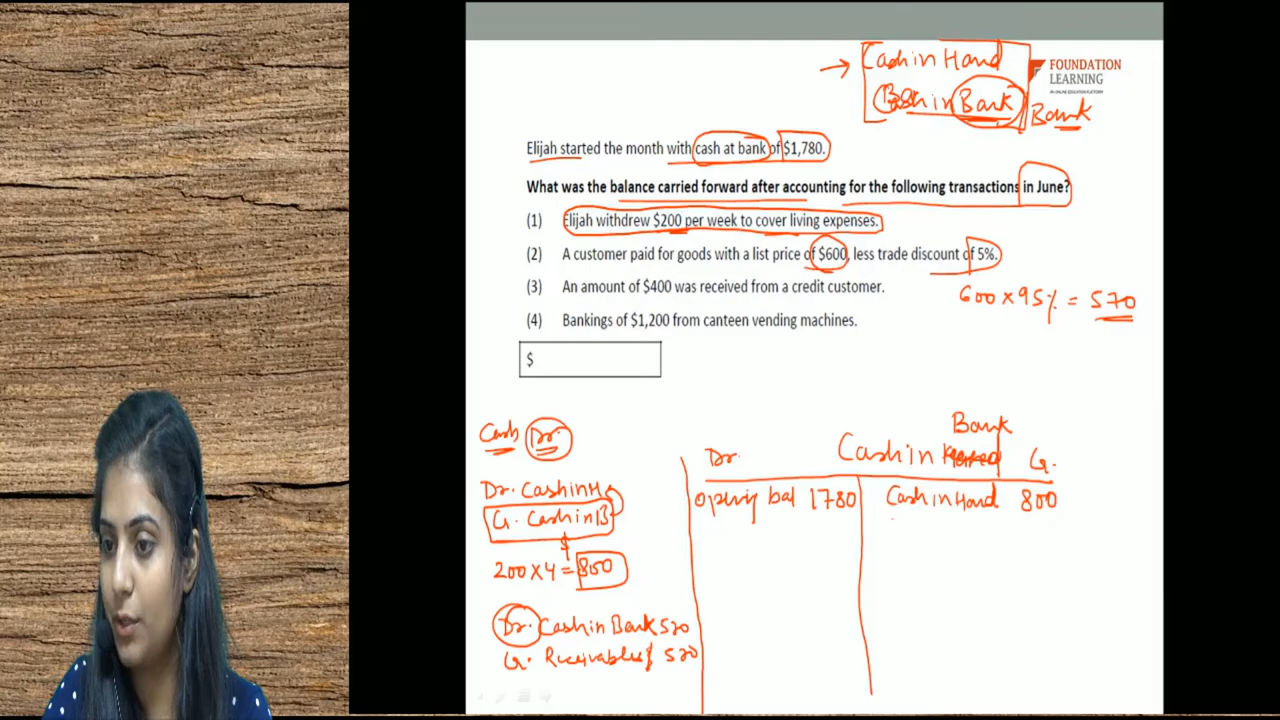 Cash in Hand
Cash in Bank
Bank
FOUNDATION
LEARNING
AN ONLINE EDUCATION PLATFORM
Elijah started the month with cash at bank of $1,780.
What was the balance carried forward after accounting for the following transactions in June?
(1) Elijah withdrew $200 per week to cover living expenses.
(2) A customer paid for goods with a list price of $600, less trade discount of 5%.
600 x 95% = 570
(3) An amount of $400 was received from a credit customer.
(4) Bankings of $1,200 from canteen vending machines.
$
Cash Dr.
Dr. Cash in H
Cr. Cash in B
$
200 x 4 = 800
Dr. Cash in Bank 570
Cr. Receivables 570
Bank
Dr. Cash in Hand Cr.
Opening bal 1780 Cash in Hand 800